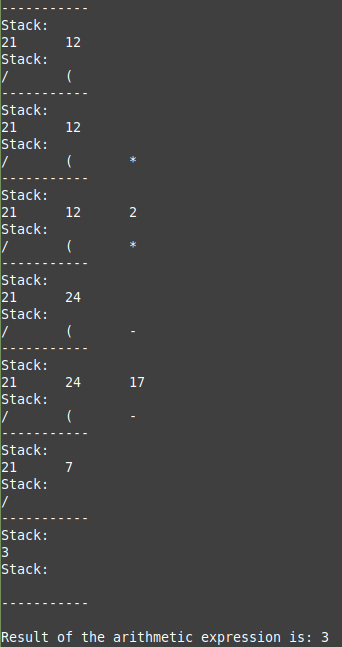 -----------
Stack:
21 12
Stack:
/ (
-----------
Stack:
21 12
Stack:
/ ( *
-----------
Stack:
21 12 2
Stack:
/ ( *
-----------
Stack:
21 24
Stack:
/ ( -
-----------
Stack:
21 24 17
Stack:
/ ( -
-----------
Stack:
21 7
Stack:
/
-----------
Stack:
3
Stack:
-----------
Result of the arithmetic expression is: 3